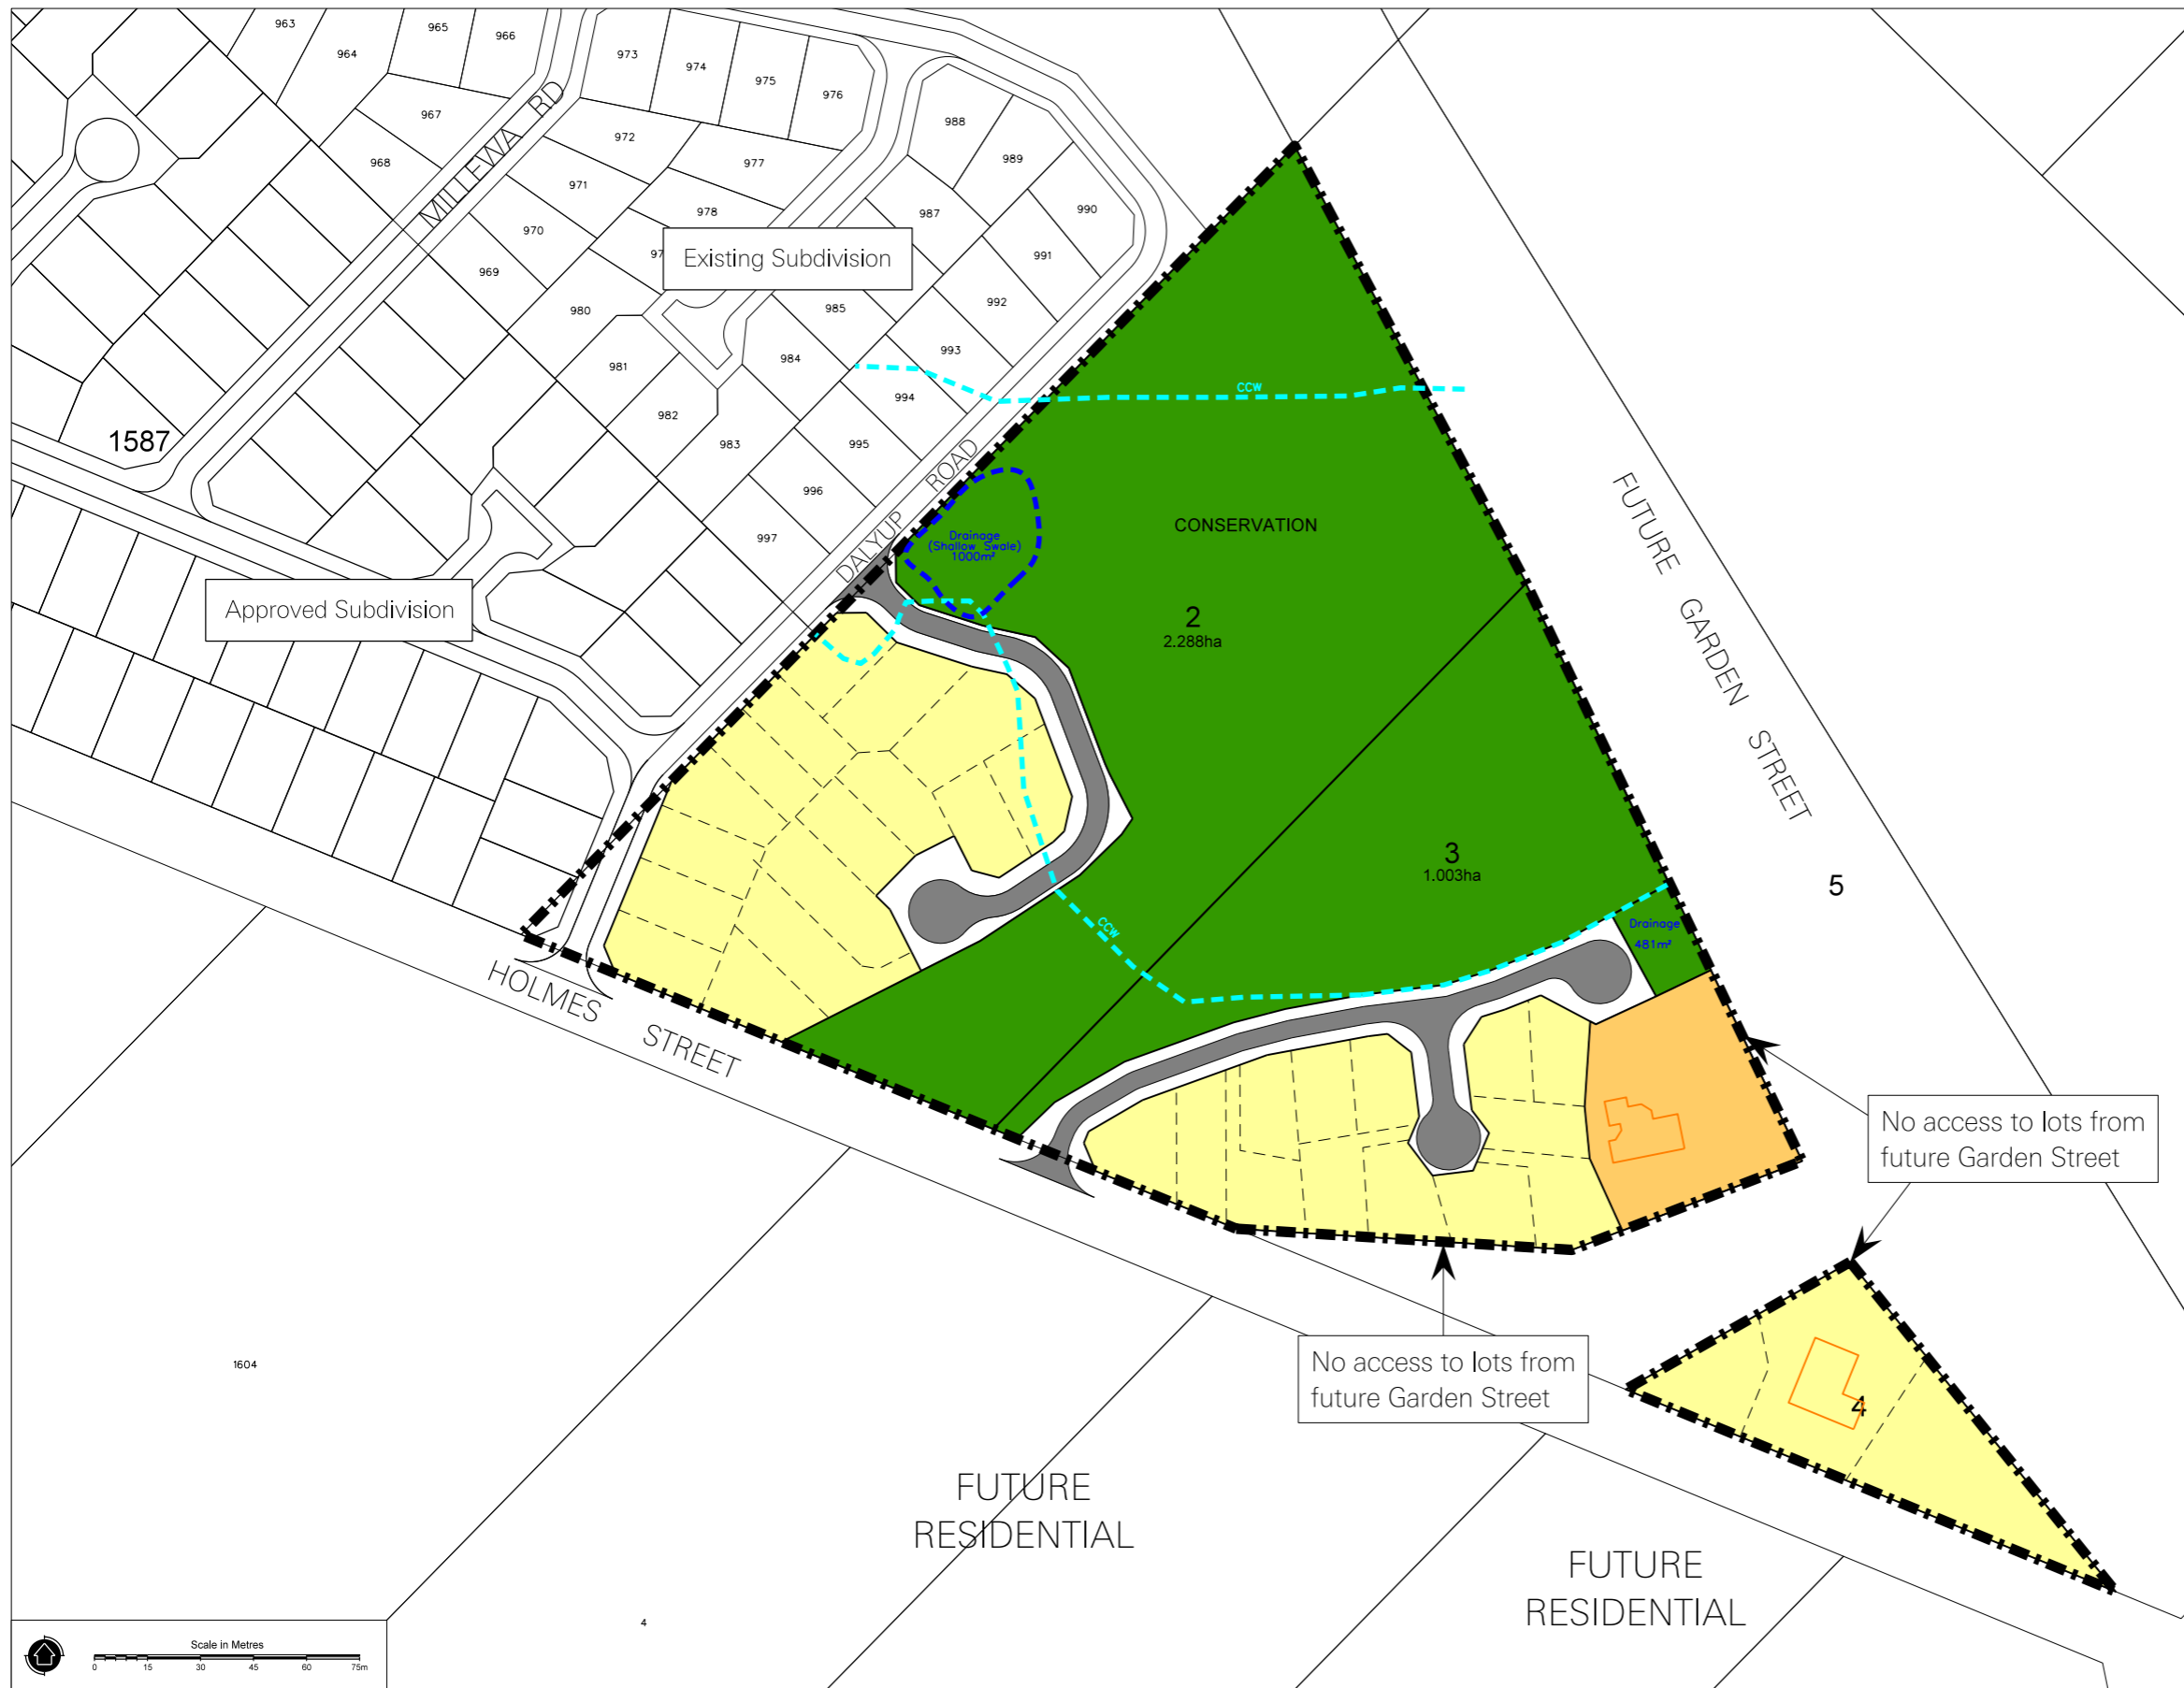 963
964
965
966
973
974
975
976
967
968
MILLEWA RD
972
977
971
978
970
969
988
989
990
987
991
Existing Subdivision
980
985
992
993
984
981
994
982
983
995
996
997
1587
DALYUP ROAD
Approved Subdivision
CCW
CONSERVATION
Drainage
(Shallow Swale)
1000m²
2
2.288ha
FUTURE GARDEN STREET
3
1.003ha
5
Drainage
481m²
CCW
HOLMES STREET
No access to lots from
future Garden Street
No access to lots from
future Garden Street
4
1604
FUTURE
RESIDENTIAL
FUTURE
RESIDENTIAL
4
Scale in Metres
0 15 30 45 60 75m